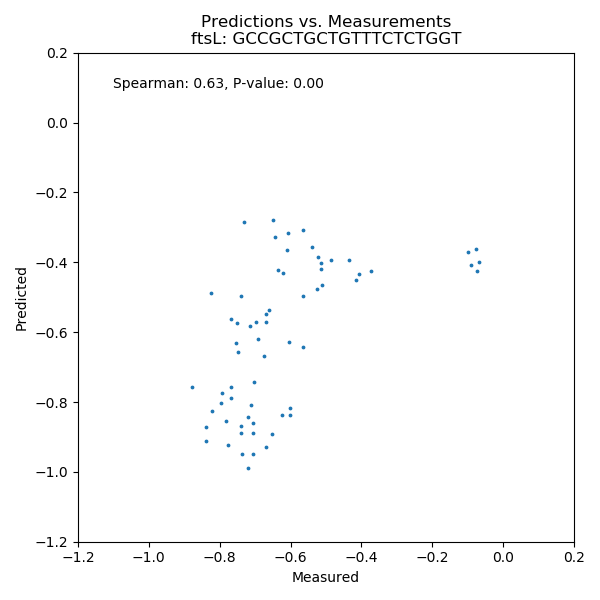 Predictions vs. Measurements
ftsL: GCCGCTGCTGTTTCTCTGGT
Spearman: 0.63, P-value: 0.00
0.2
0.0
−0.2
−0.4
−0.6
−0.8
−1.0
−1.2
Predicted
−1.2 −1.0 −0.8 −0.6 −0.4 −0.2 0.0 0.2
Measured